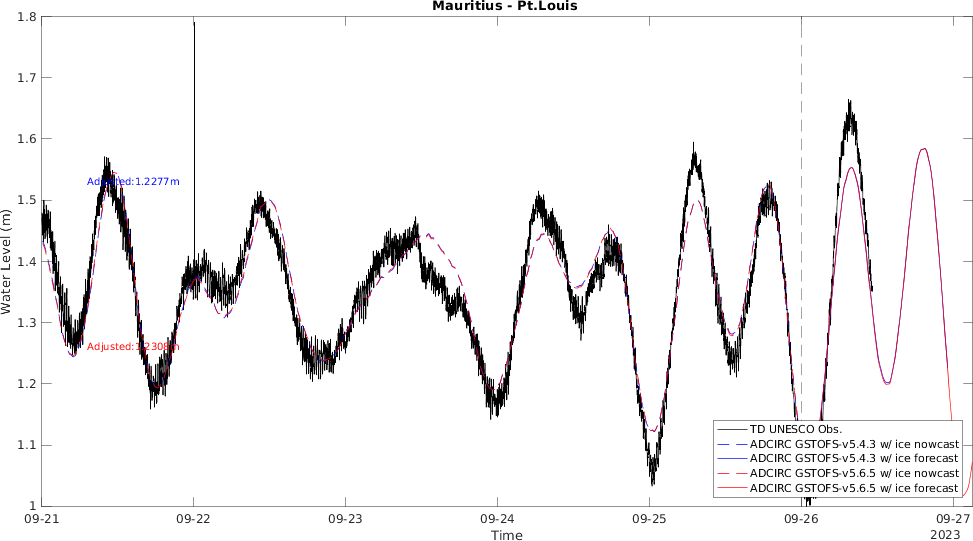 Mauritius - Pt.Louis
1.8
1.7
1.6
1.5
1.4
1.3
1.2
1.1
1
Water Level (m)
Adjusted:1.2277m
Adjusted:1.2308m
TD UNESCO Obs.
ADCIRC GSTOFS-v5.4.3 w/ ice nowcast
ADCIRC GSTOFS-v5.4.3 w/ ice forecast
ADCIRC GSTOFS-v5.6.5 w/ ice nowcast
ADCIRC GSTOFS-v5.6.5 w/ ice forecast
09-21 09-22 09-23 09-24 09-25 09-26 09-27
Time
2023